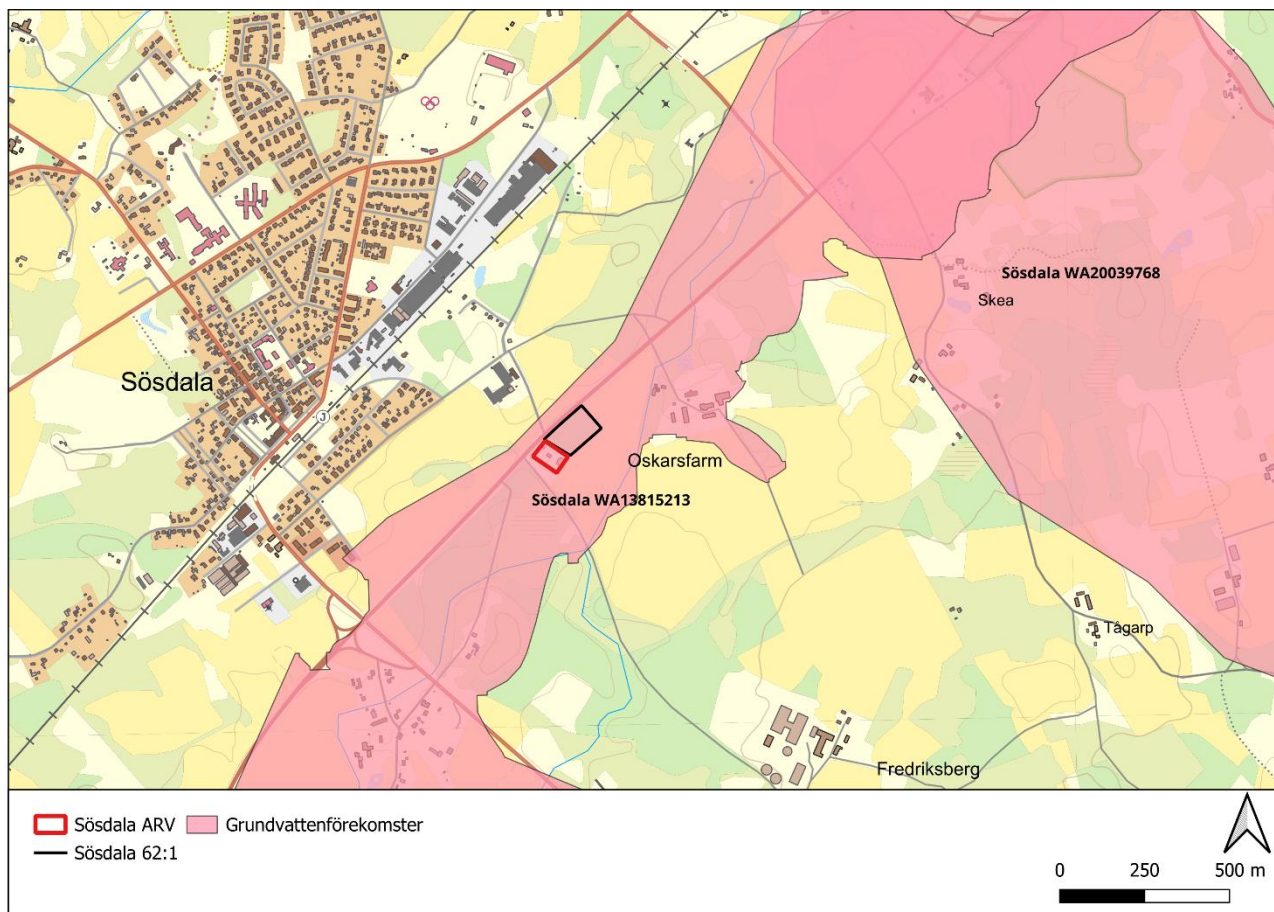 Sösdala WA20039768
Skea
Sösdala
J
Oskarsfarm
Sösdala WA13815213
Tågarp
Fredriksberg
Sösdala ARV
Grundvattenförekomster
Sösdala 62:1
0 250 500 m